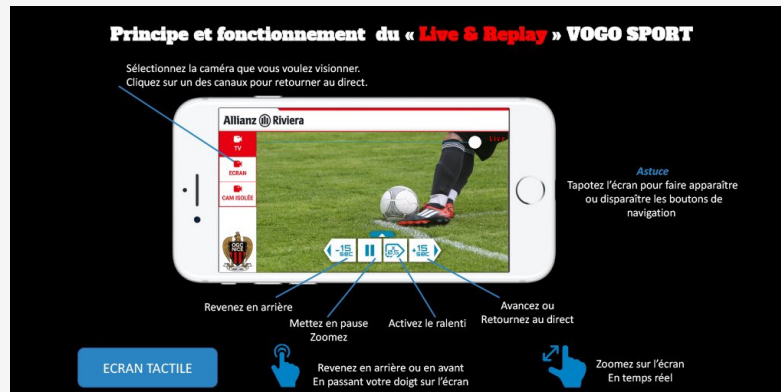 Principe et fonctionnement du « Live & Replay » VOGO SPORT
Sélectionnez la caméra que vous voulez visionner.
Cliquez sur un des canaux pour retourner au direct.
Allianz Riviera
Live
TV
ECRAN
CAM ISOLÉE
OGC
NICE
-15
sec
+15
sec
Astuce
Tapotez l'écran pour faire apparaître
ou disparaître les boutons de
navigation
Revenez en arrière
Mettez en pause
Zoomez
Activez le ralenti
Avancez ou
Retournez au direct
ECRAN TACTILE
Revenez en arrière ou en avant
En passant votre doigt sur l'écran
Zoomez sur l'écran
En temps réel